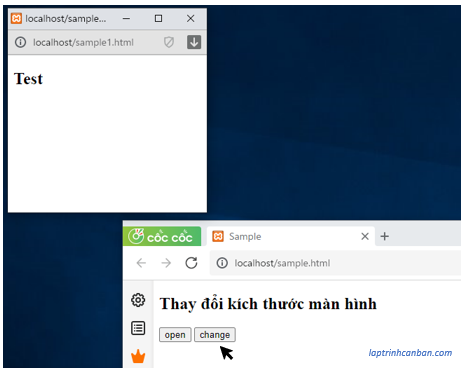 localhost/sample...
localhost/sample1.html
Test
cốc cốc
Sample
localhost/sample.html
Thay đổi kích thước màn hình
open change
laptrinhcanban.com